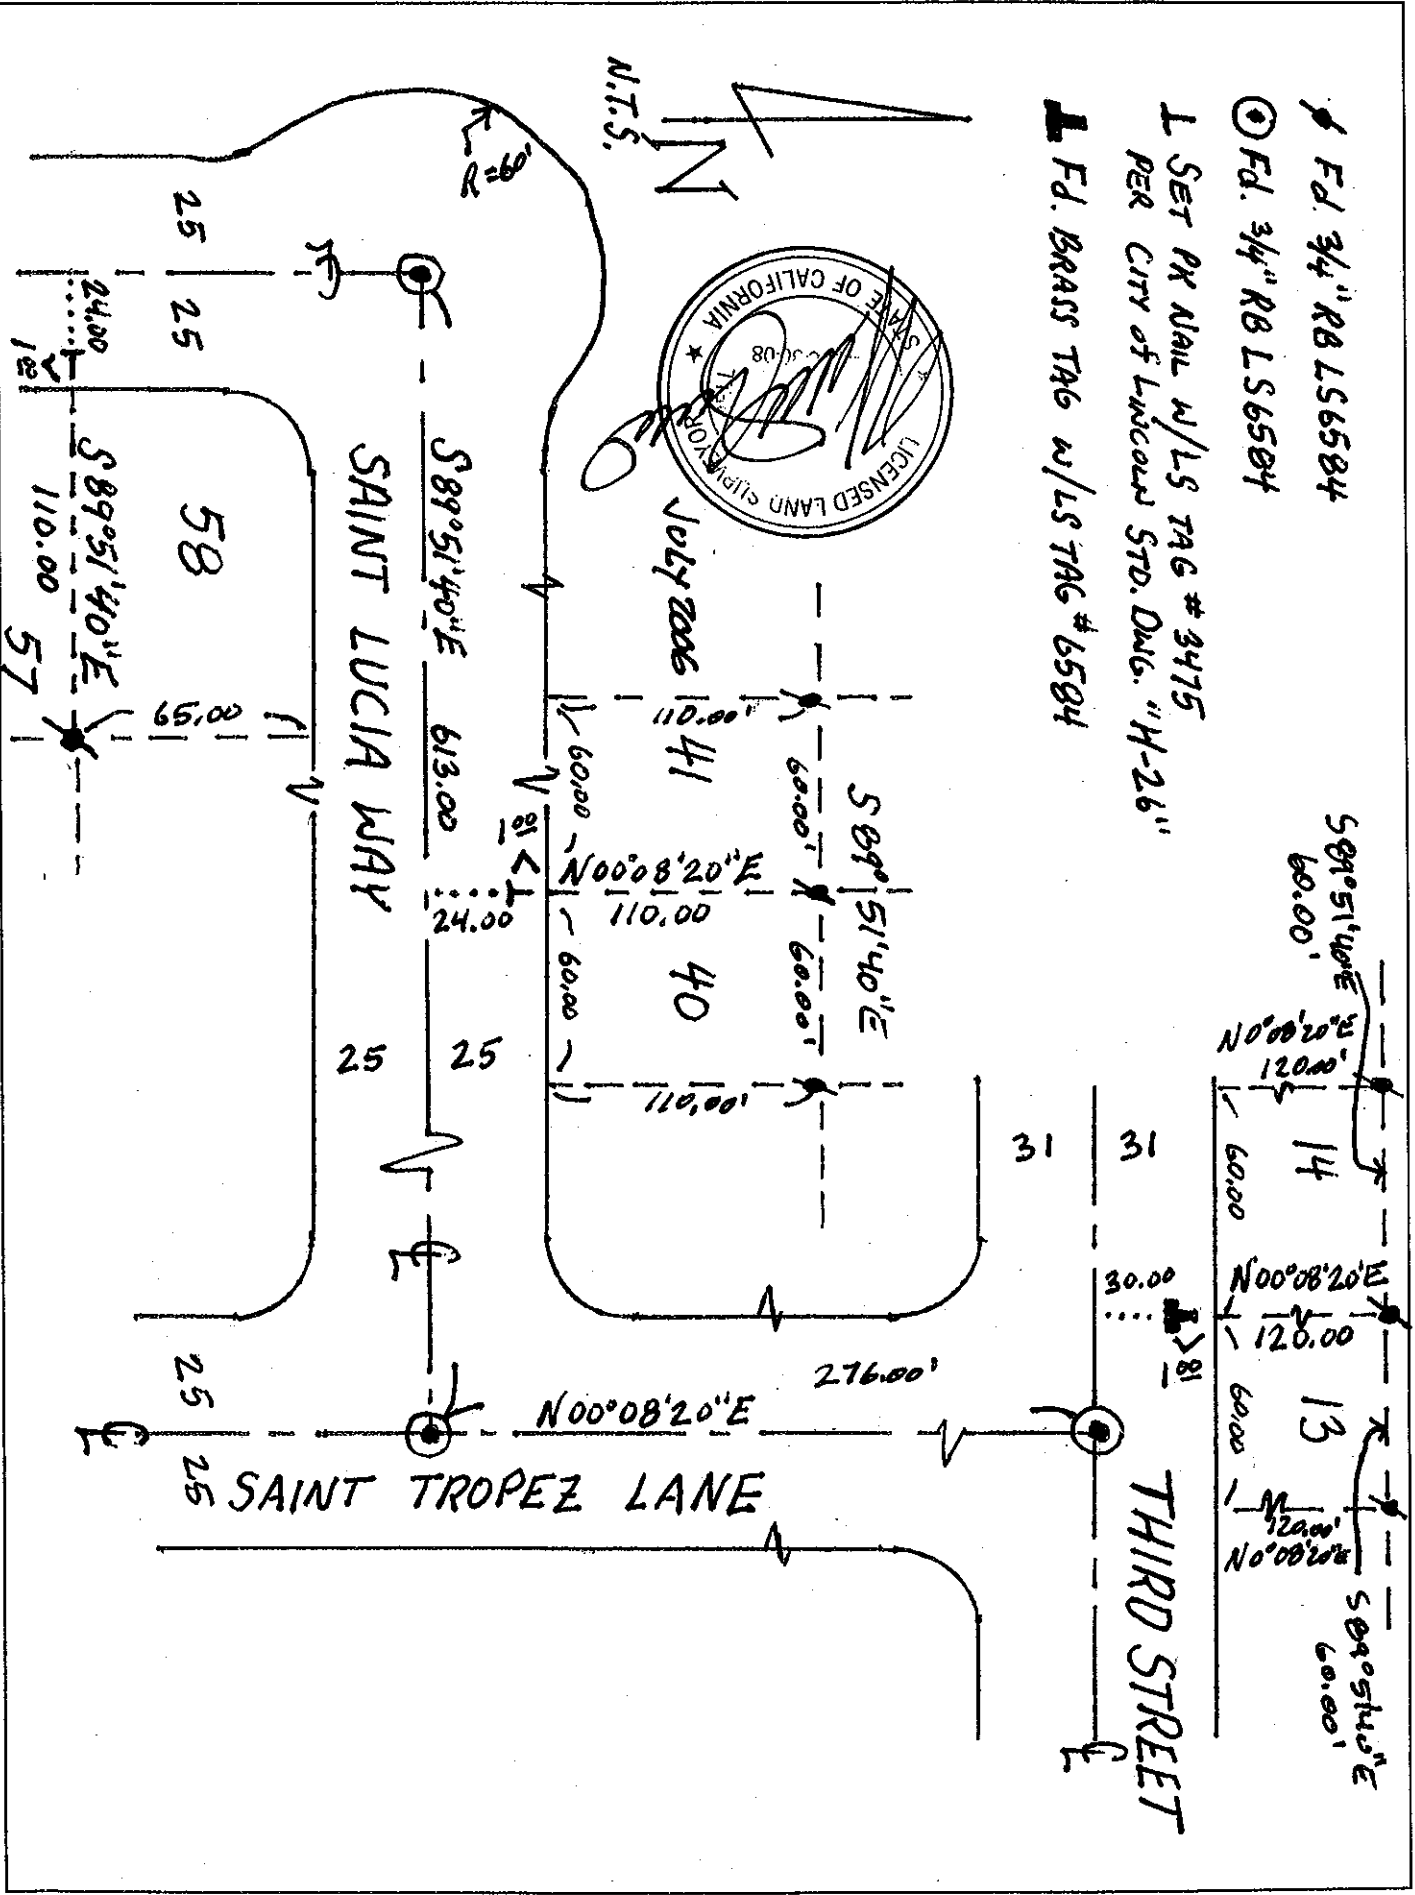 Fd. 3/4" RB LS6584
Fd. 3/4" RB LS6584
SET PK NAIL W/LS TAG # 3475
PER CITY of LINCOLN STD. DWG. "H-26"
Fd. BRASS TAG W/LS TAG # 6584
N
N.T.S.
LICENSED LAND SURVEYOR
STATE OF CALIFORNIA
JULY 2006
S89°51'40"E
60.00'
N0°08'20"E
120.00'
14
60.00
N00°08'20"E
120.00
13
60.00
120.00'
N0°08'20"E
S89°51'40"E
60.00'
31
31
30.00
1.00
THIRD STREET
S 89° 51'40"E
60.00'
60.00'
110.00'
41
N00°08'20"E
110.00
40
110.00'
60.00
60.00
1.00
24.00
276.00'
N00°08'20"E
SAINT TROPEZ LANE
25
25
R=60'
S89°51'40"E 613.00
SAINT LUCIA WAY
25
25
25
25
24.00
1.00
58
65.00
S89°51'40"E
110.00
57